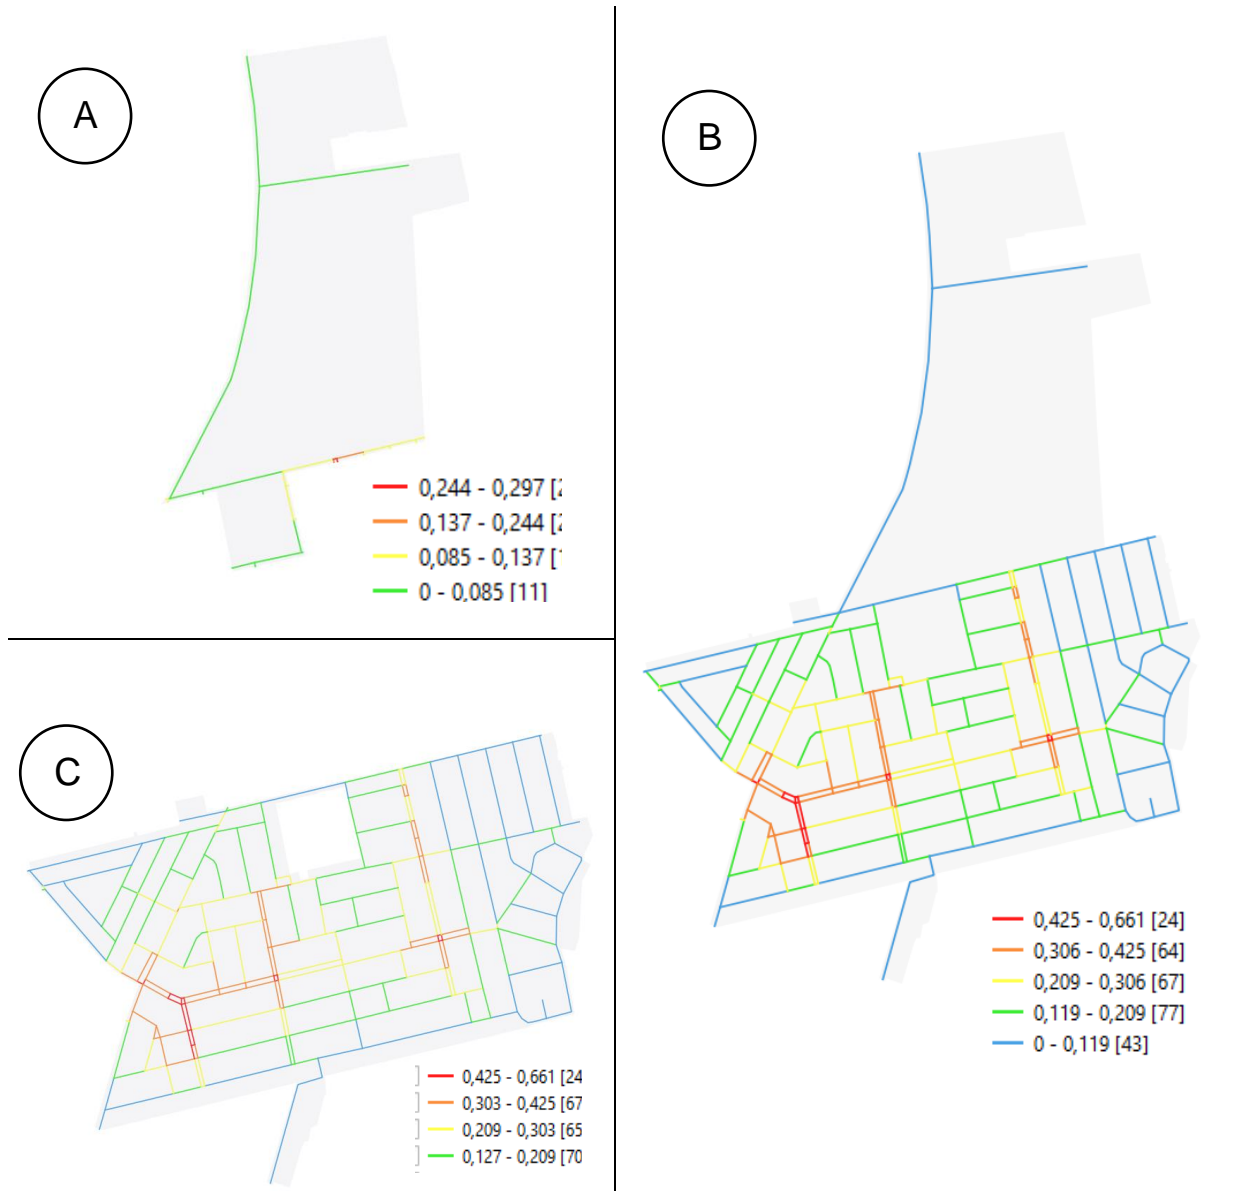 A
0,244 - 0,297 [2
0,137 - 0,244 [2
0,085 - 0,137 [1
0 - 0,085 [11]
B
0,425 - 0,661 [24]
0,306 - 0,425 [64]
0,209 - 0,306 [67]
0,119 - 0,209 [77]
0 - 0,119 [43]
C
] 0,425 - 0,661 [24
] 0,303 - 0,425 [67
] 0,209 - 0,303 [65
] 0,127 - 0,209 [70